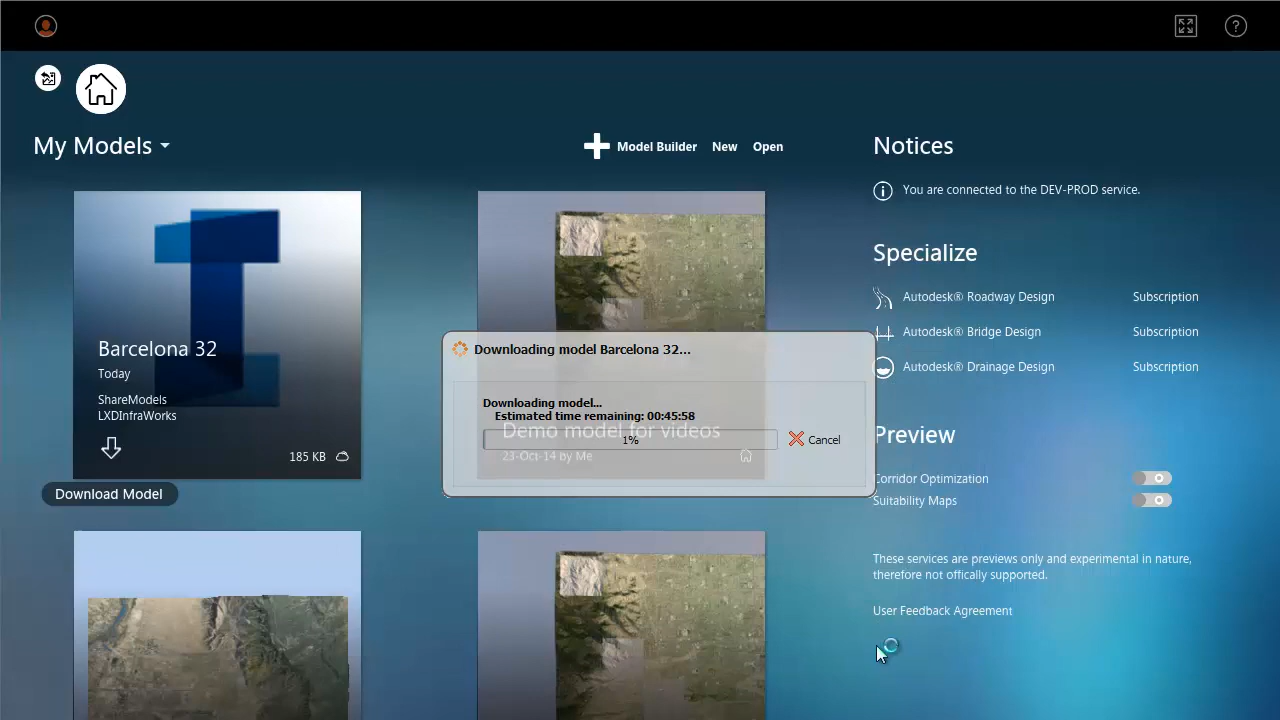 My Models
Model Builder
New
Open
Notices
You are connected to the DEV-PROD service.
Specialize
Autodesk® Roadway Design
Subscription
Autodesk® Bridge Design
Subscription
Autodesk® Drainage Design
Subscription
Barcelona 32
Today
ShareModels
LXDInfraWorks
185 KB
Download Model
Downloading model Barcelona 32...
Downloading model...
Estimated time remaining: 00:45:58
1%
Cancel
Demo model for videos
23-Oct-14 by Me
Preview
Corridor Optimization
Suitability Maps
These services are previews only and experimental in nature,
therefore not offically supported.
User Feedback Agreement